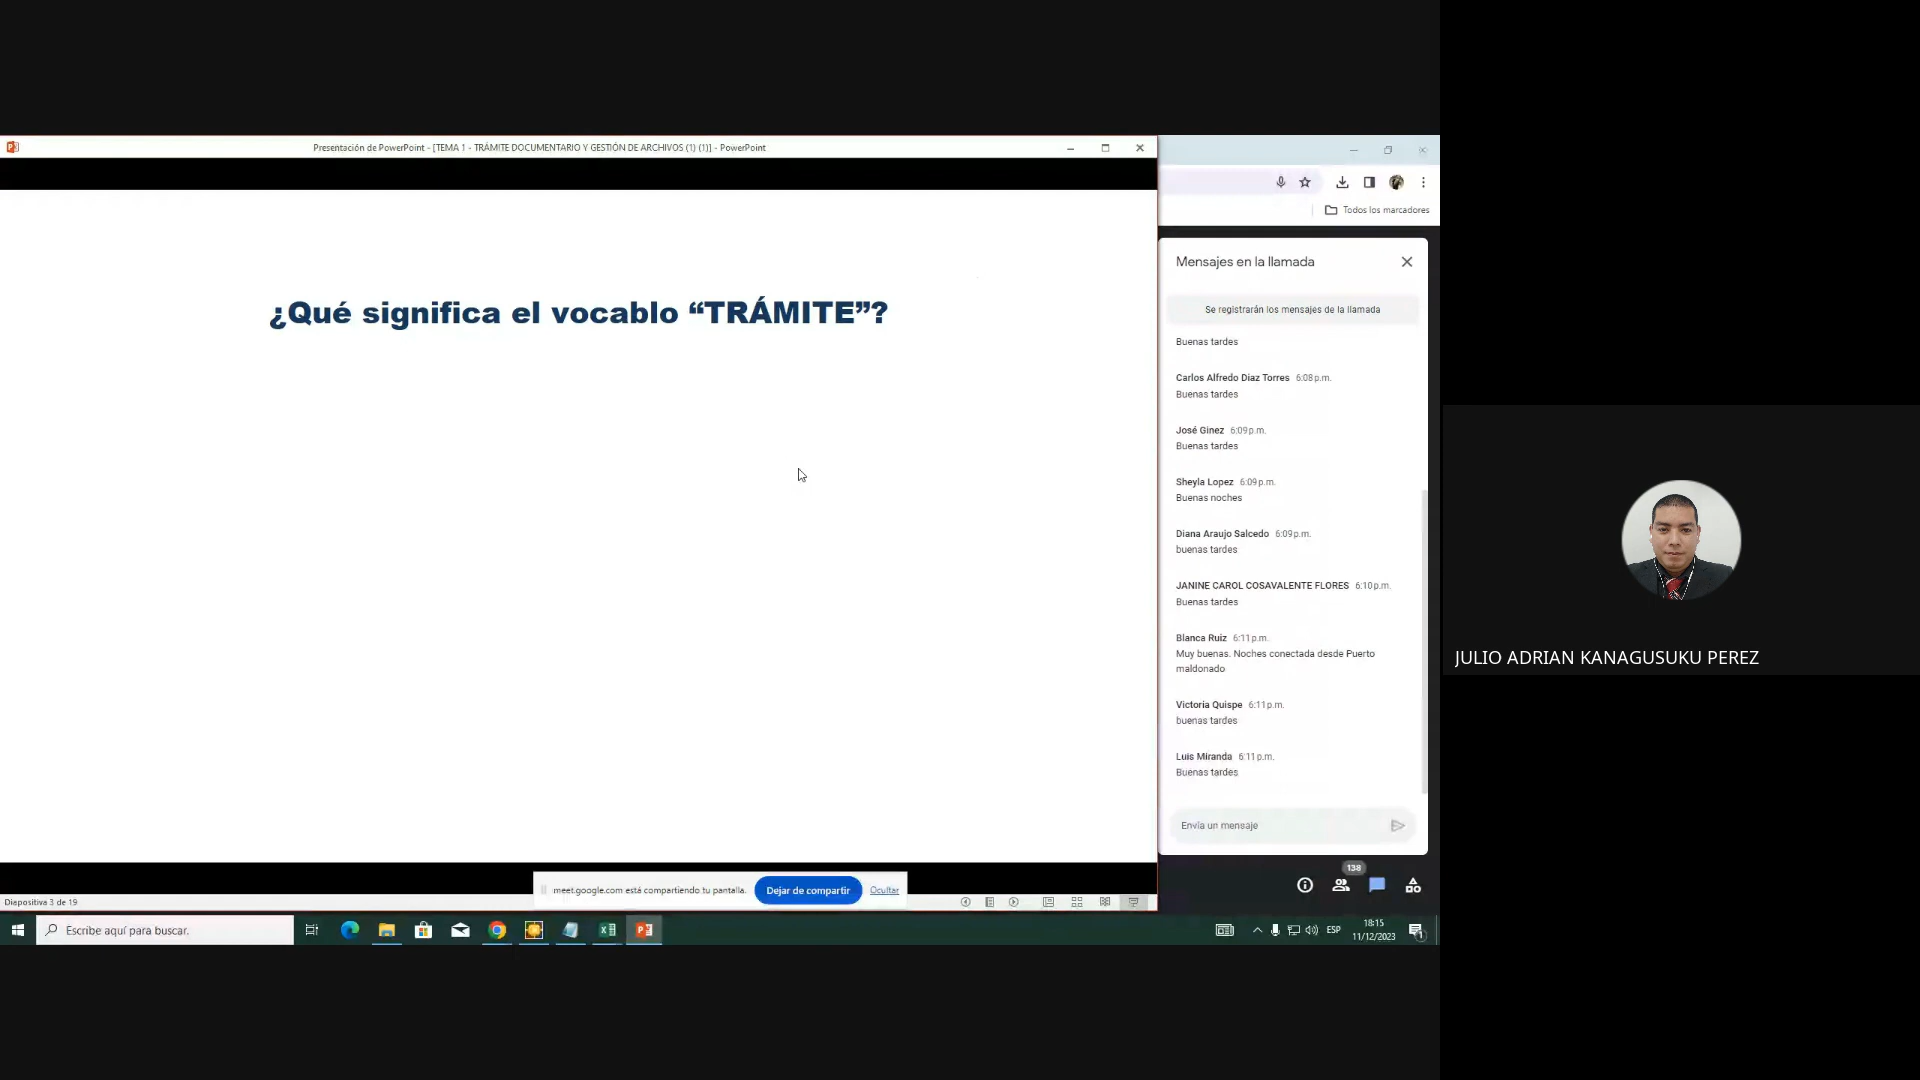 Presentación de PowerPoint - [TEMA 1 - TRÁMITE DOCUMENTARIO Y GESTIÓN DE ARCHIVOS (1) (1)] - PowerPoint
¿Qué significa el vocablo “TRÁMITE”?
Diapositiva 3 de 19
meet.google.com está compartiendo tu pantalla.
Dejar de compartir
Ocultar
Todos los marcadores
Mensajes en la llamada
Se registrarán los mensajes de la llamada
Buenas tardes
Carlos Alfredo Diaz Torres 6:08 p.m.
Buenas tardes
José Ginez 6:09 p.m.
Buenas tardes
Sheyla Lopez 6:09 p.m.
Buenas noches
Diana Araujo Salcedo 6:09 p.m.
buenas tardes
JANINE CAROL COSAVALENTE FLORES 6:10 p.m.
Buenas tardes
Blanca Ruiz 6:11 p.m.
Muy buenas. Noches conectada desde Puerto
maldonado
Victoria Quispe 6:11 p.m.
buenas tardes
Luis Miranda 6:11 p.m.
Buenas tardes
Envía un mensaje
138
Escribe aquí para buscar.
ESP
18:15
11/12/2023
1
JULIO ADRIAN KANAGUSUKU PEREZ